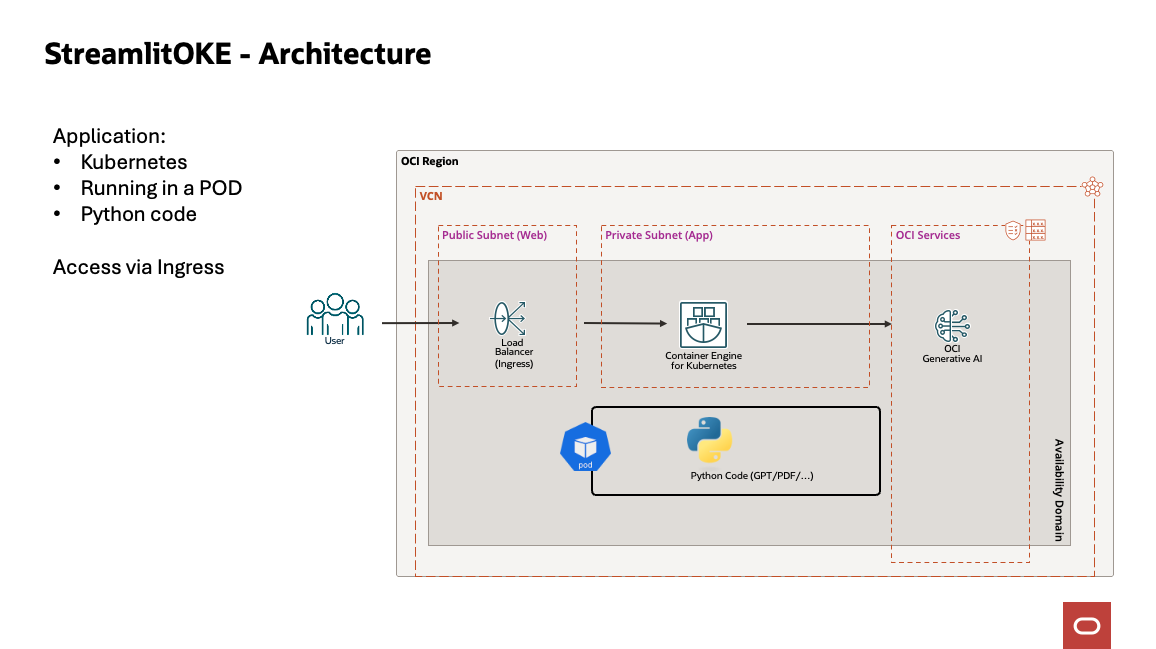 StreamlitOKE - Architecture
Application:
• Kubernetes
• Running in a POD
• Python code
Access via Ingress
OCI Region
VCN
Public Subnet (Web)
Private Subnet (App)
OCI Services
User
Load
Balancer
(Ingress)
Container Engine
for Kubernetes
OCI
Generative AI
pod
Python Code (GPT/PDF/...)
Availability Domain